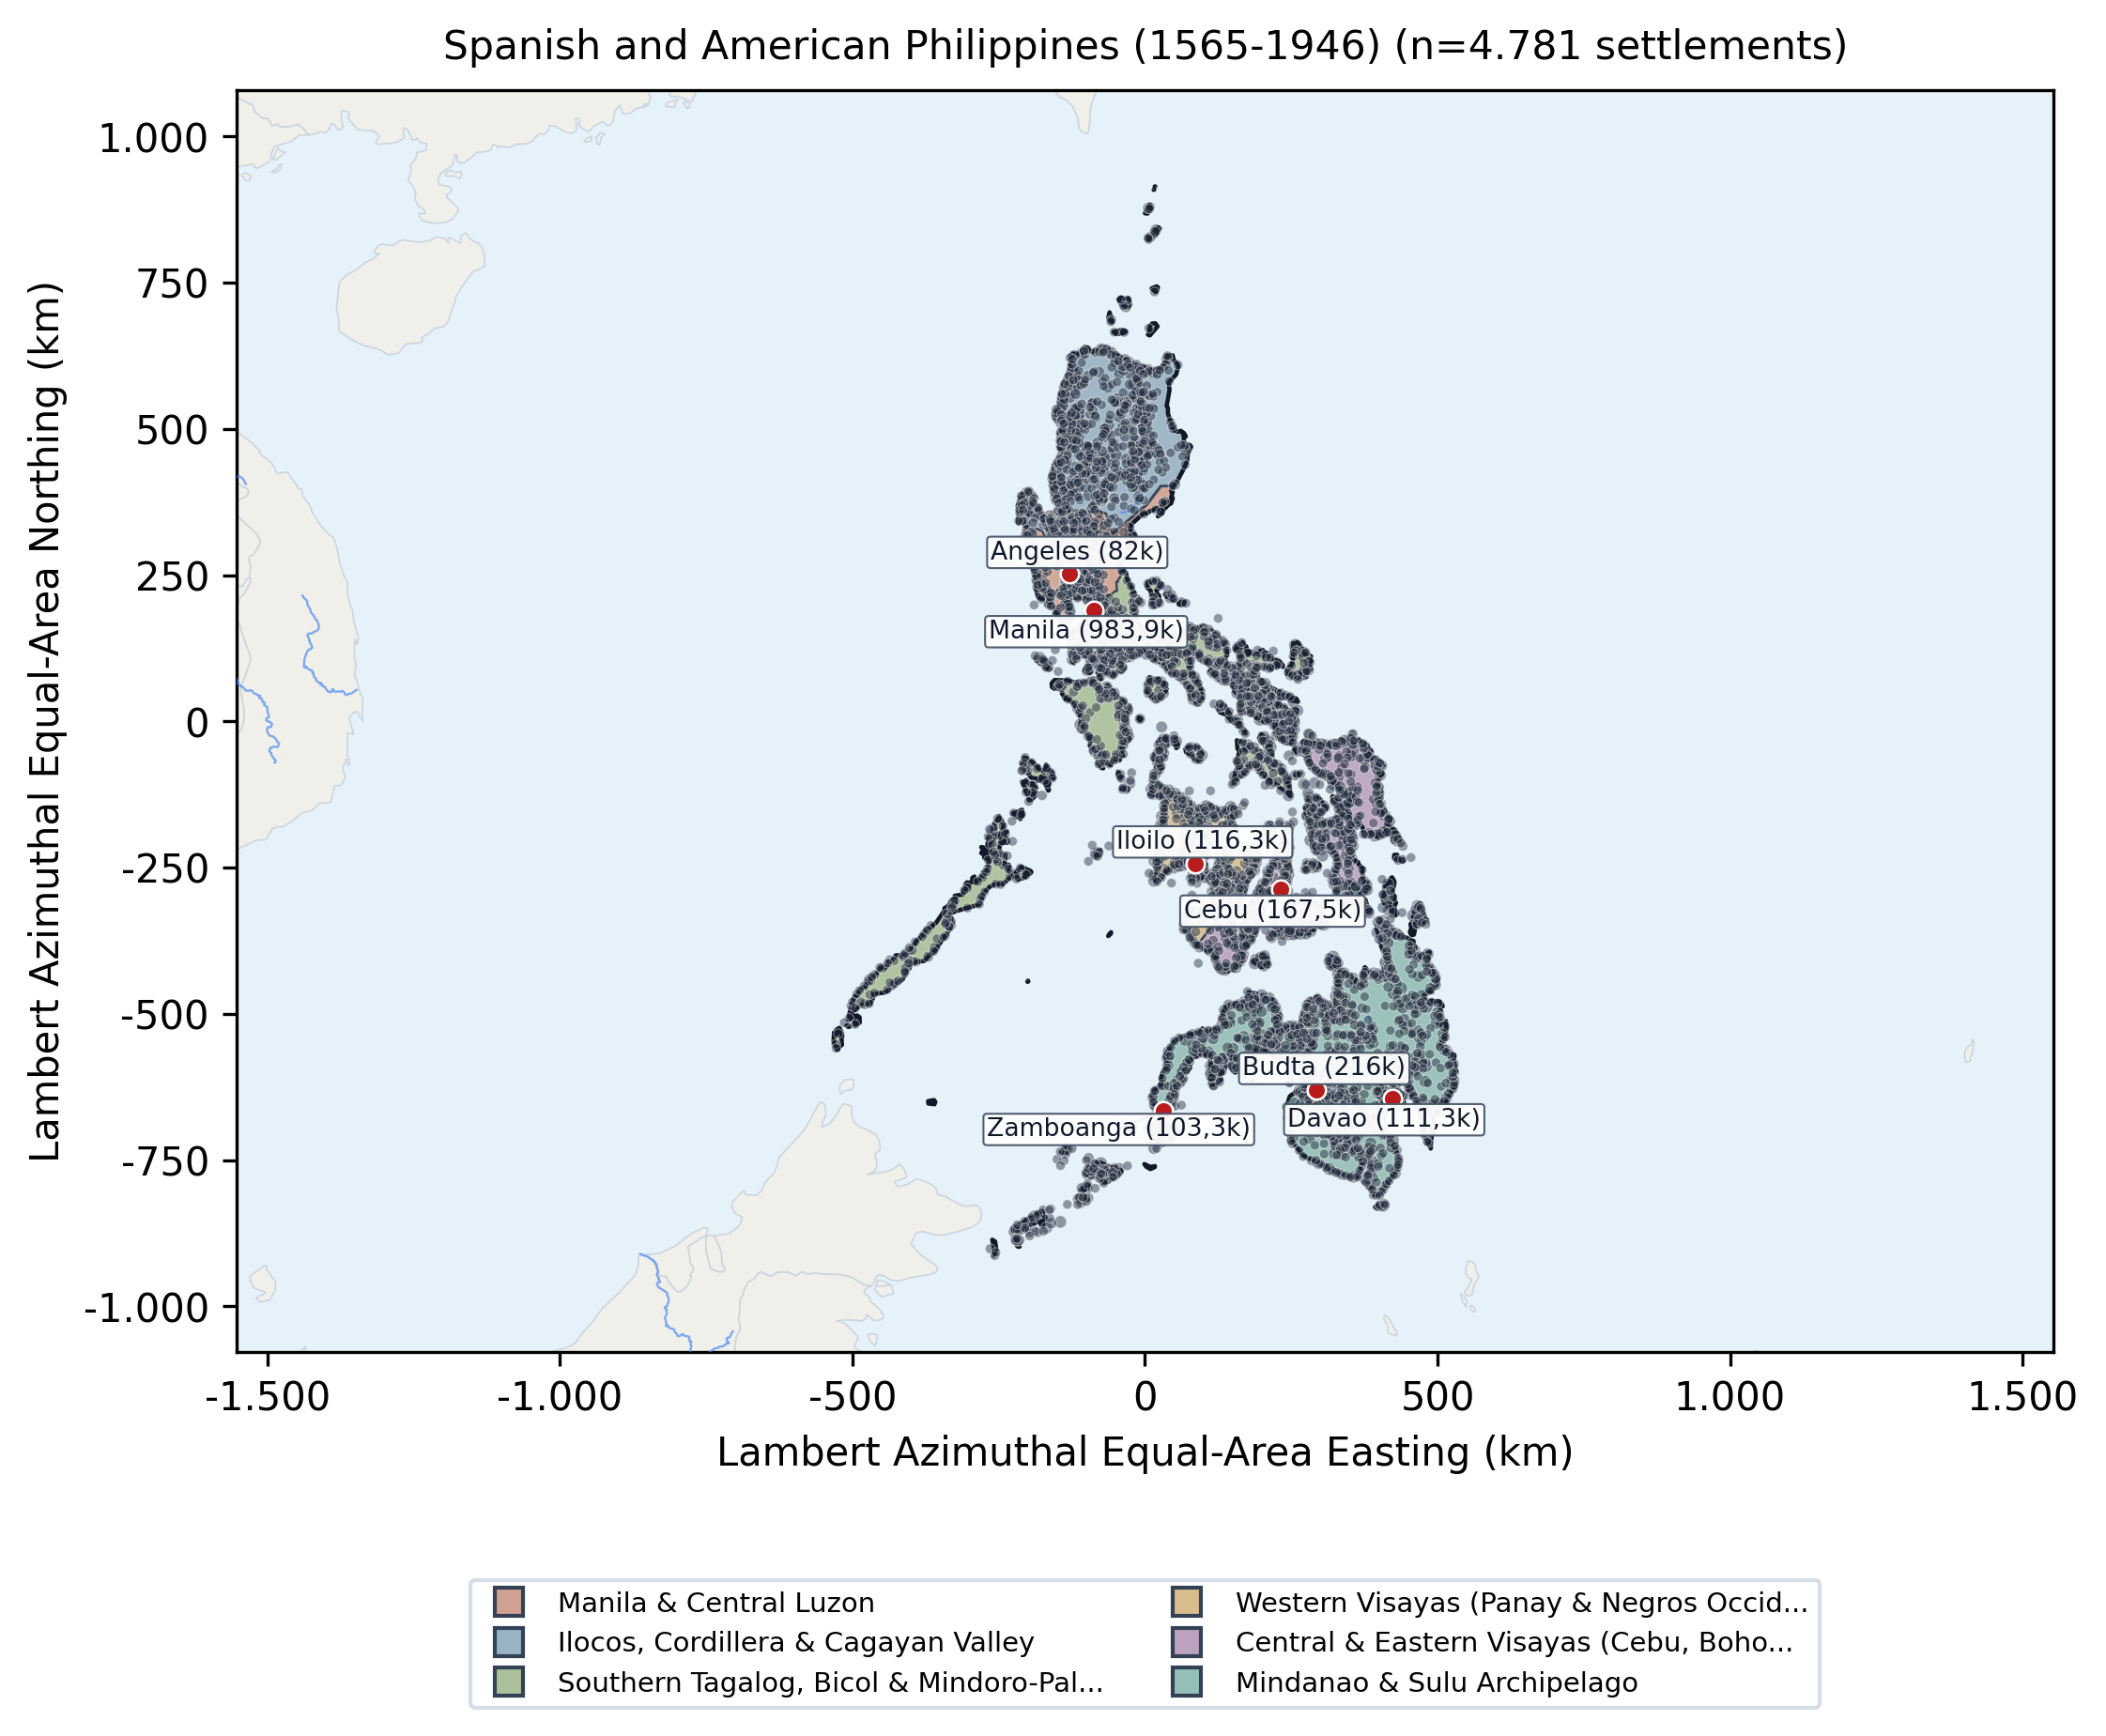 Spanish and American Philippines (1565-1946) (n=4.781 settlements)
Lambert Azimuthal Equal-Area Northing (km)
1.000
750
500
250
0
-250
-500
-750
-1.000
Angeles (82k)
Manila (983,9k)
Iloilo (116,3k)
Cebu (167,5k)
Budta (216k)
Davao (111,3k)
Zamboanga (103,3k)
-1.500
-1.000
-500
0
500
1.000
1.500
Lambert Azimuthal Equal-Area Easting (km)
Manila & Central Luzon
Ilocos, Cordillera & Cagayan Valley
Southern Tagalog, Bicol & Mindoro-Pal...
Western Visayas (Panay & Negros Occid...
Central & Eastern Visayas (Cebu, Boho...
Mindanao & Sulu Archipelago